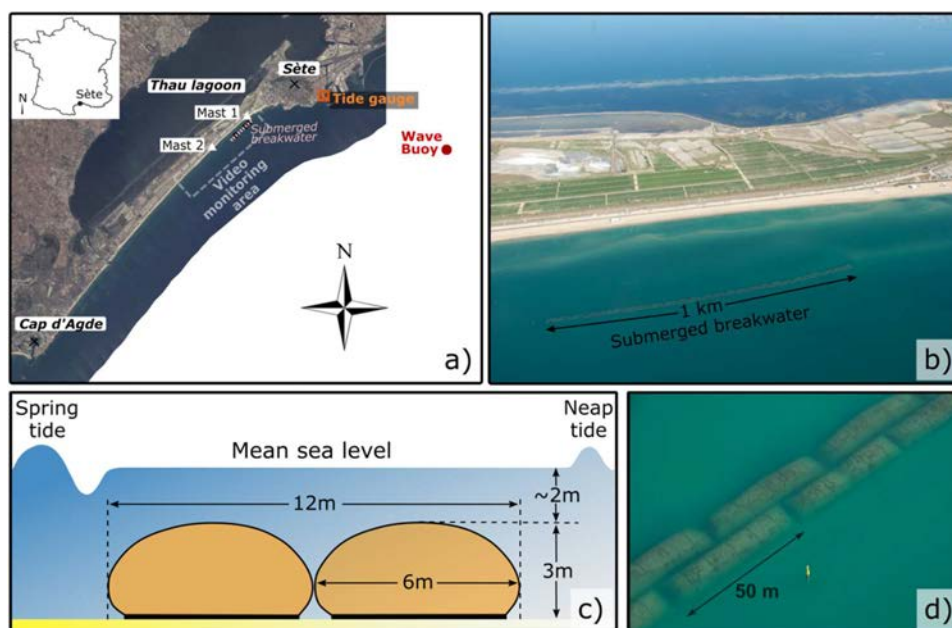 N
Sète
Thau lagoon
Sète
Tide gauge
Mast 1
Submerged
breakwater
Mast 2
Wave
Buoy
Video
monitoring
area
N
Cap d'Agde
a)
1 km
Submerged breakwater
b)
Spring
tide
Neap
tide
Mean sea level
~2m
12m
3m
6m
c)
50 m
d)